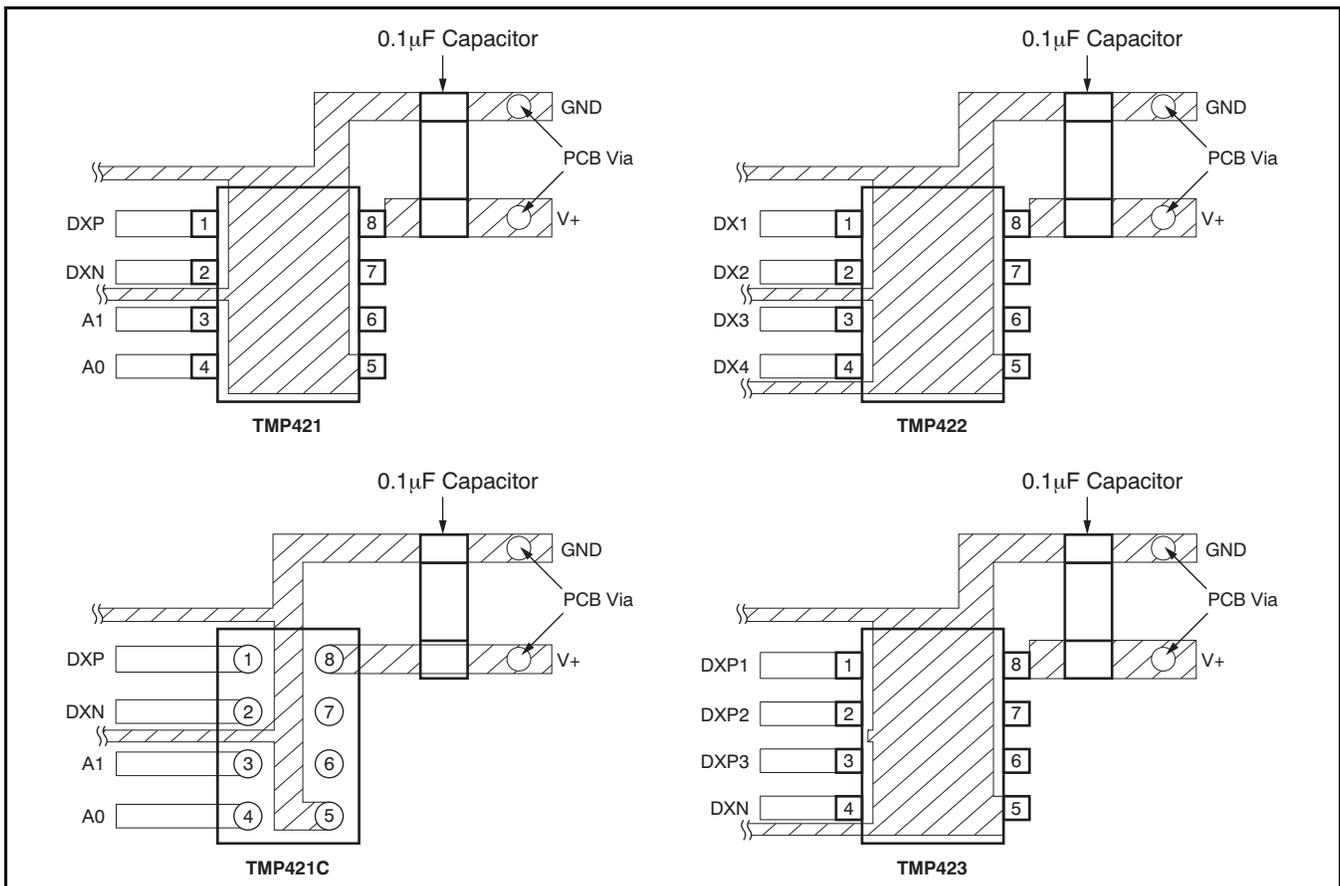 0.1μF Capacitor
GND
PCB Via
V+
DXP
DXN
A1
A0
1
2
3
4
8
7
6
5
TMP421
0.1μF Capacitor
GND
PCB Via
V+
DX1
DX2
DX3
DX4
1
2
3
4
8
7
6
5
TMP422
0.1μF Capacitor
GND
PCB Via
V+
DXP
DXN
A1
A0
1
2
3
4
8
7
6
5
TMP421C
0.1μF Capacitor
GND
PCB Via
V+
DXP1
DXP2
DXP3
DXN
1
2
3
4
8
7
6
5
TMP423